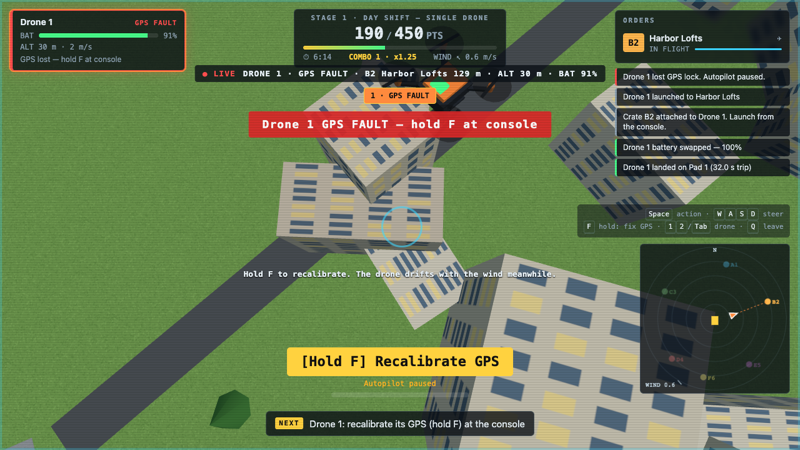 Drone 1
GPS FAULT
BAT
91%
ALT 30 m · 2 m/s
GPS lost — hold F at console
STAGE 1 · DAY SHIFT — SINGLE DRONE
190 / 450 PTS
6:14
COMBO 1 · x1.25
WIND ↖ 0.6 m/s
● LIVE DRONE 1 · GPS FAULT · B2 Harbor Lofts 129 m · ALT 30 m · BAT 91%
1 · GPS FAULT
Drone 1 GPS FAULT — hold F at console
ORDERS
B2
Harbor Lofts
IN FLIGHT
Drone 1 lost GPS lock. Autopilot paused.
Drone 1 launched to Harbor Lofts
Crate B2 attached to Drone 1. Launch from
the console.
Drone 1 battery swapped — 100%
Drone 1 landed on Pad 1 (32.0 s trip)
Space action · W A S D steer
F hold: fix GPS · 1 2 / Tab drone · Q leave
N
B1
C3
B2
WIND 0.6
Hold F to recalibrate. The drone drifts with the wind meanwhile.
[Hold F] Recalibrate GPS
Autopilot paused
NEXT
Drone 1: recalibrate its GPS (hold F) at the console